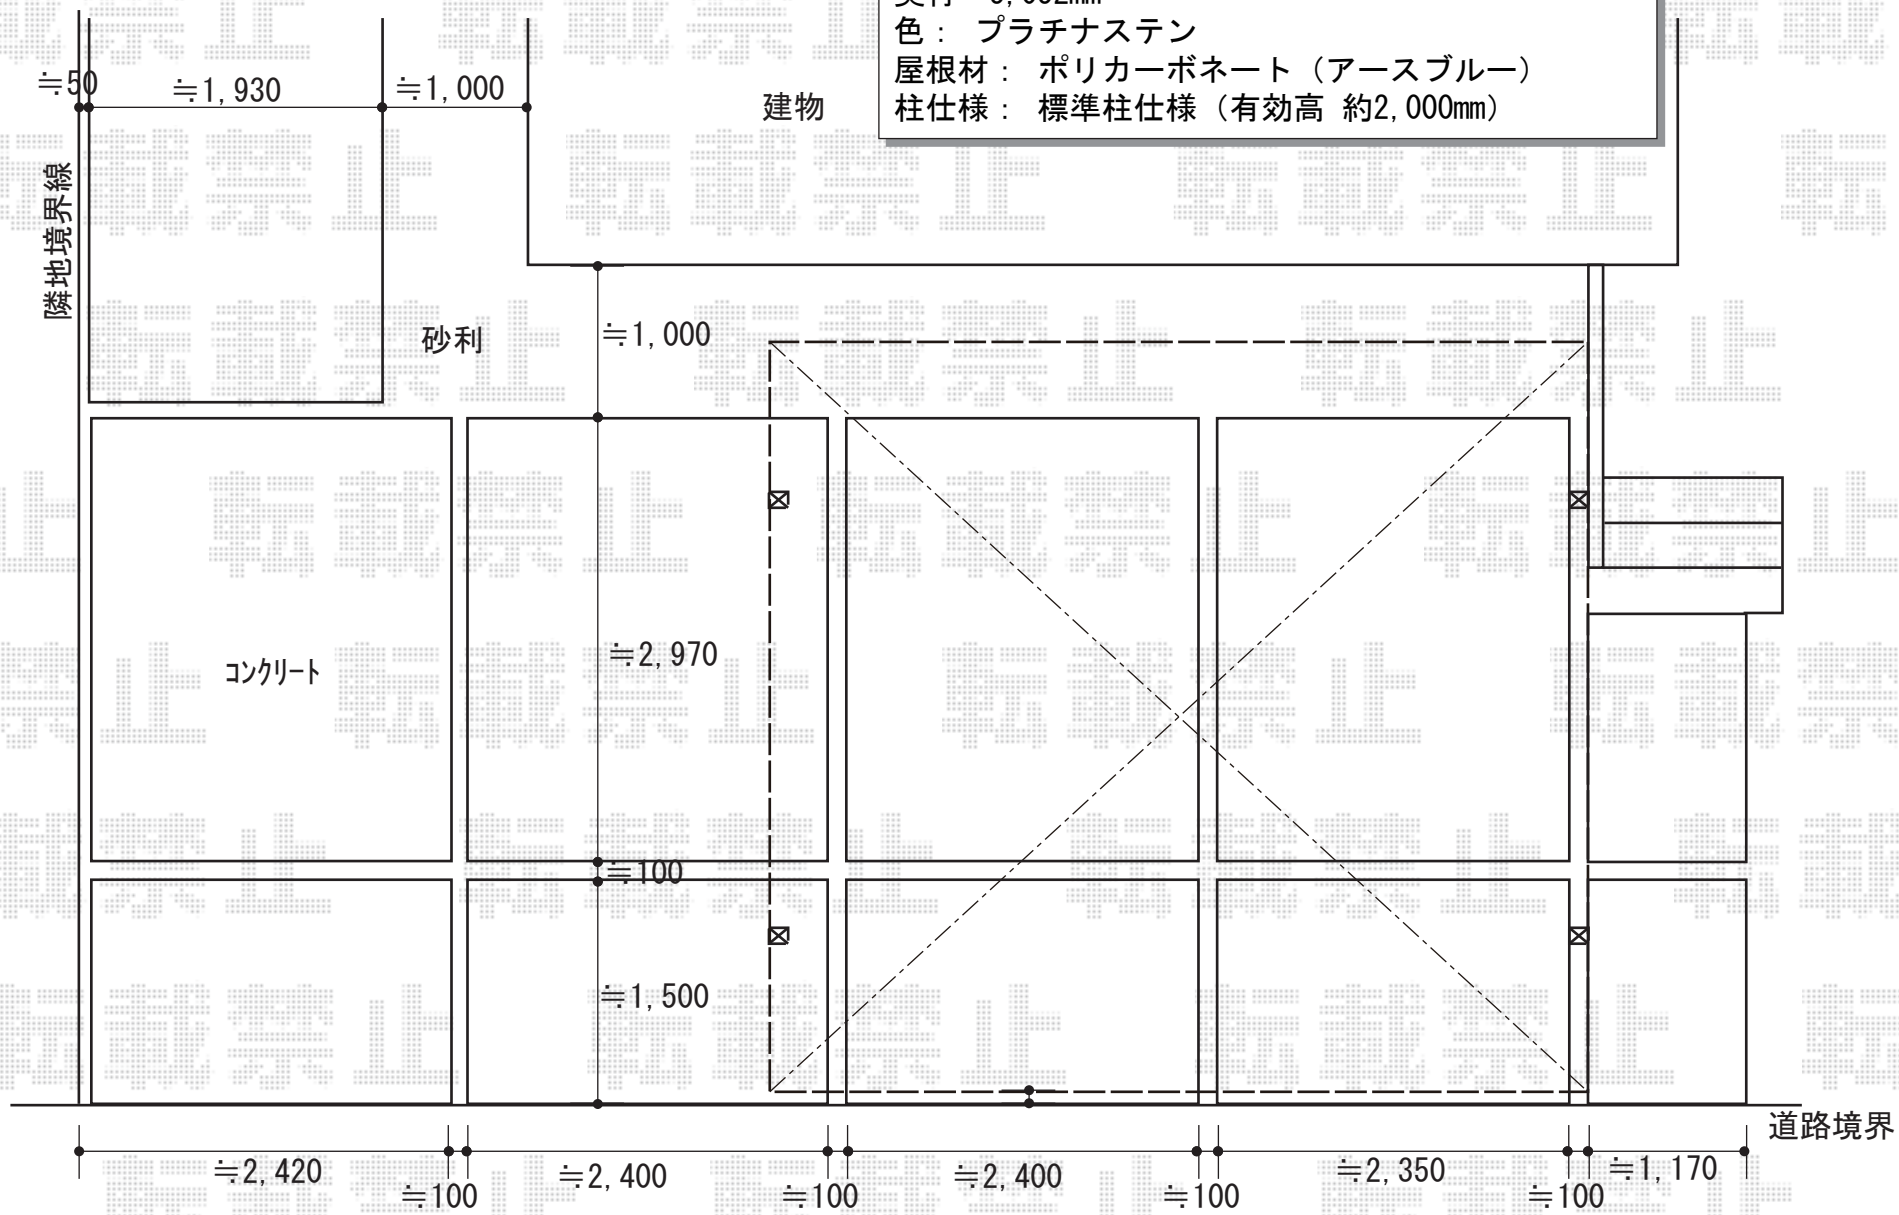 色： プラチナステン
屋根材： ポリカーボネート（アースブルー）
柱仕様： 標準柱仕様（有効高 約2,000mm）
≒50
≒1,930
≒1,000
建物
隣地境界線
砂利
≒1,000
コンクリート
≒2,970
≒100
≒1,500
道路境界
≒2,420
≒100
≒2,400
≒100
≒2,400
≒100
≒2,350
≒100
≒1,170
転載禁止